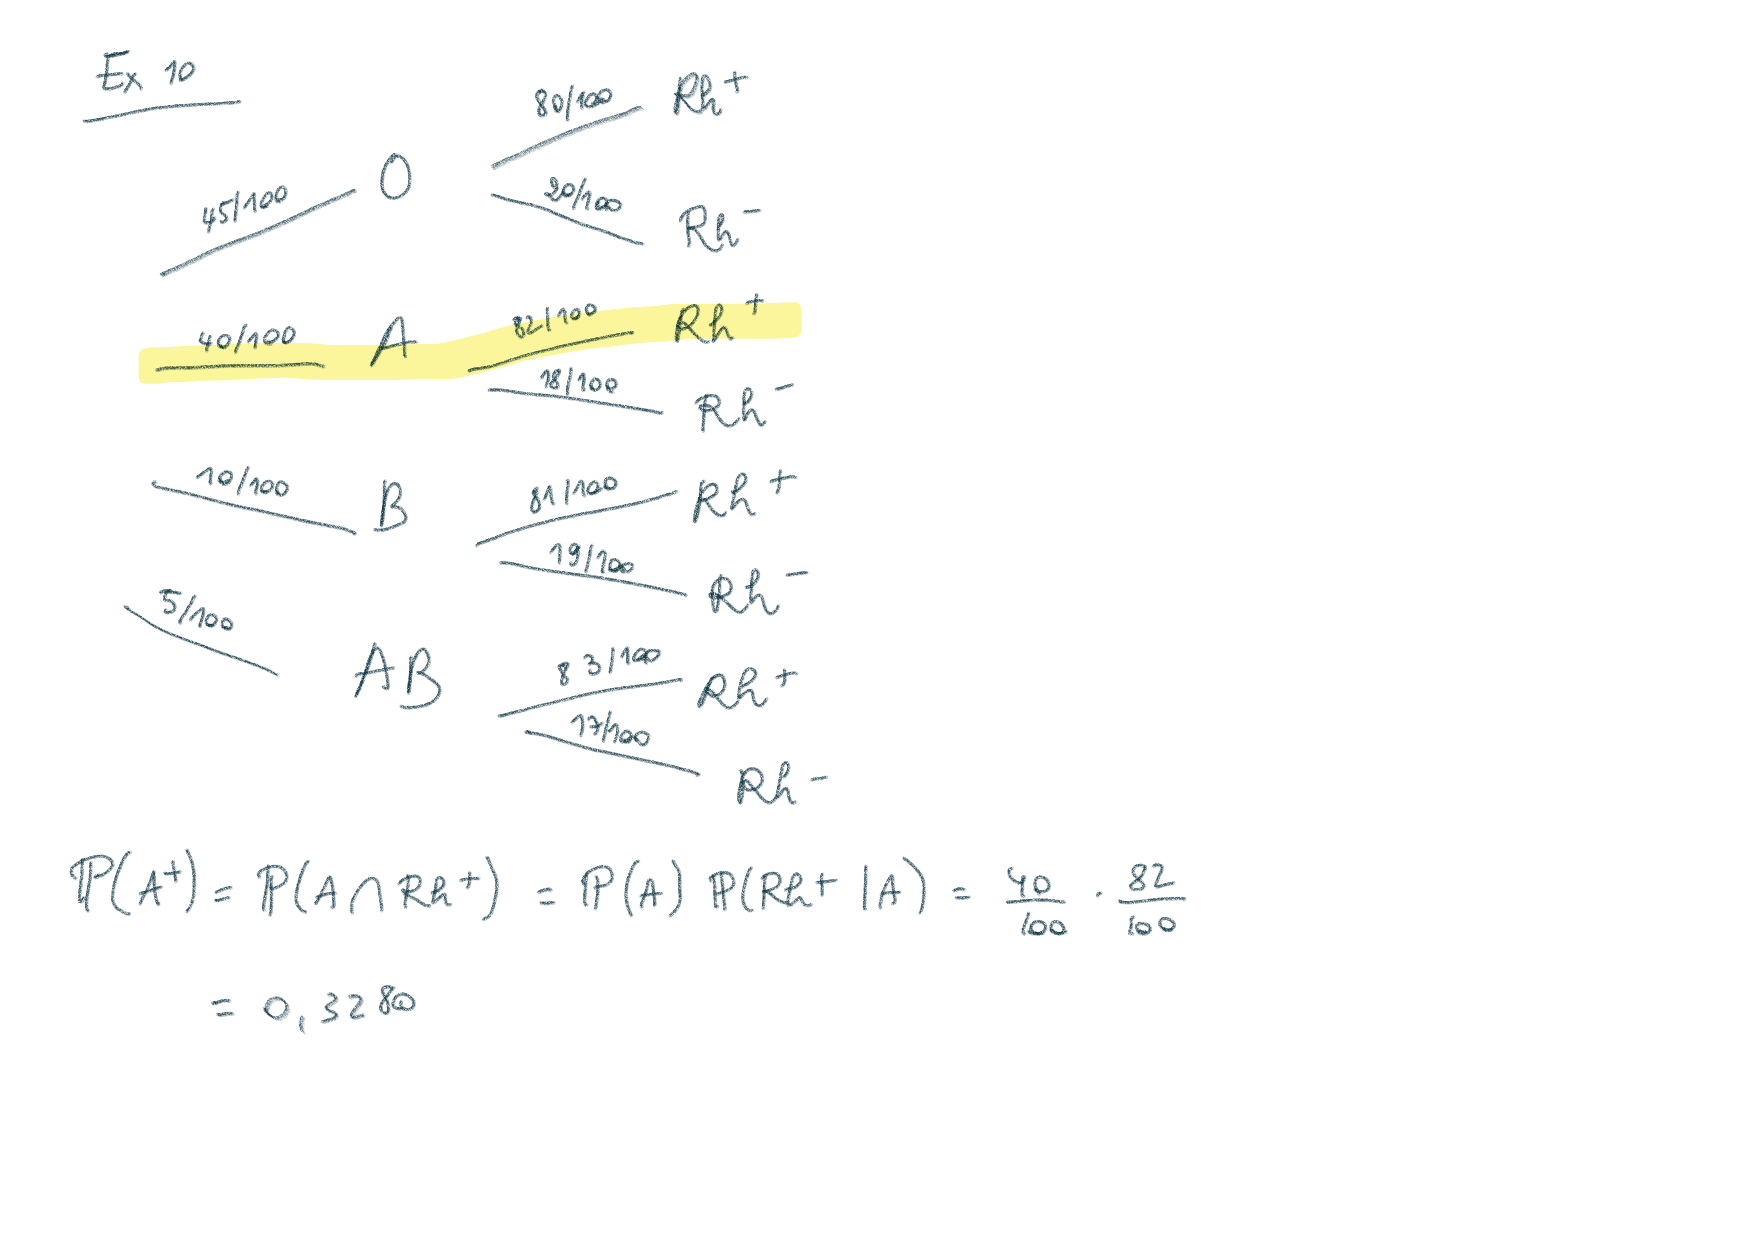 Ex 10
80/100 Rh+
45/100 O
20/100 Rh-
40/100 A 82/100 Rh+
18/100 Rh-
10/100 B 81/100 Rh+
19/100 Rh-
5/100 AB 83/100 Rh+
17/100 Rh-
ℙ(A+) = ℙ(A ∩ Rh+) = ℙ(A) ℙ(Rh+ | A) = 40/100 · 82/100
= 0,3280